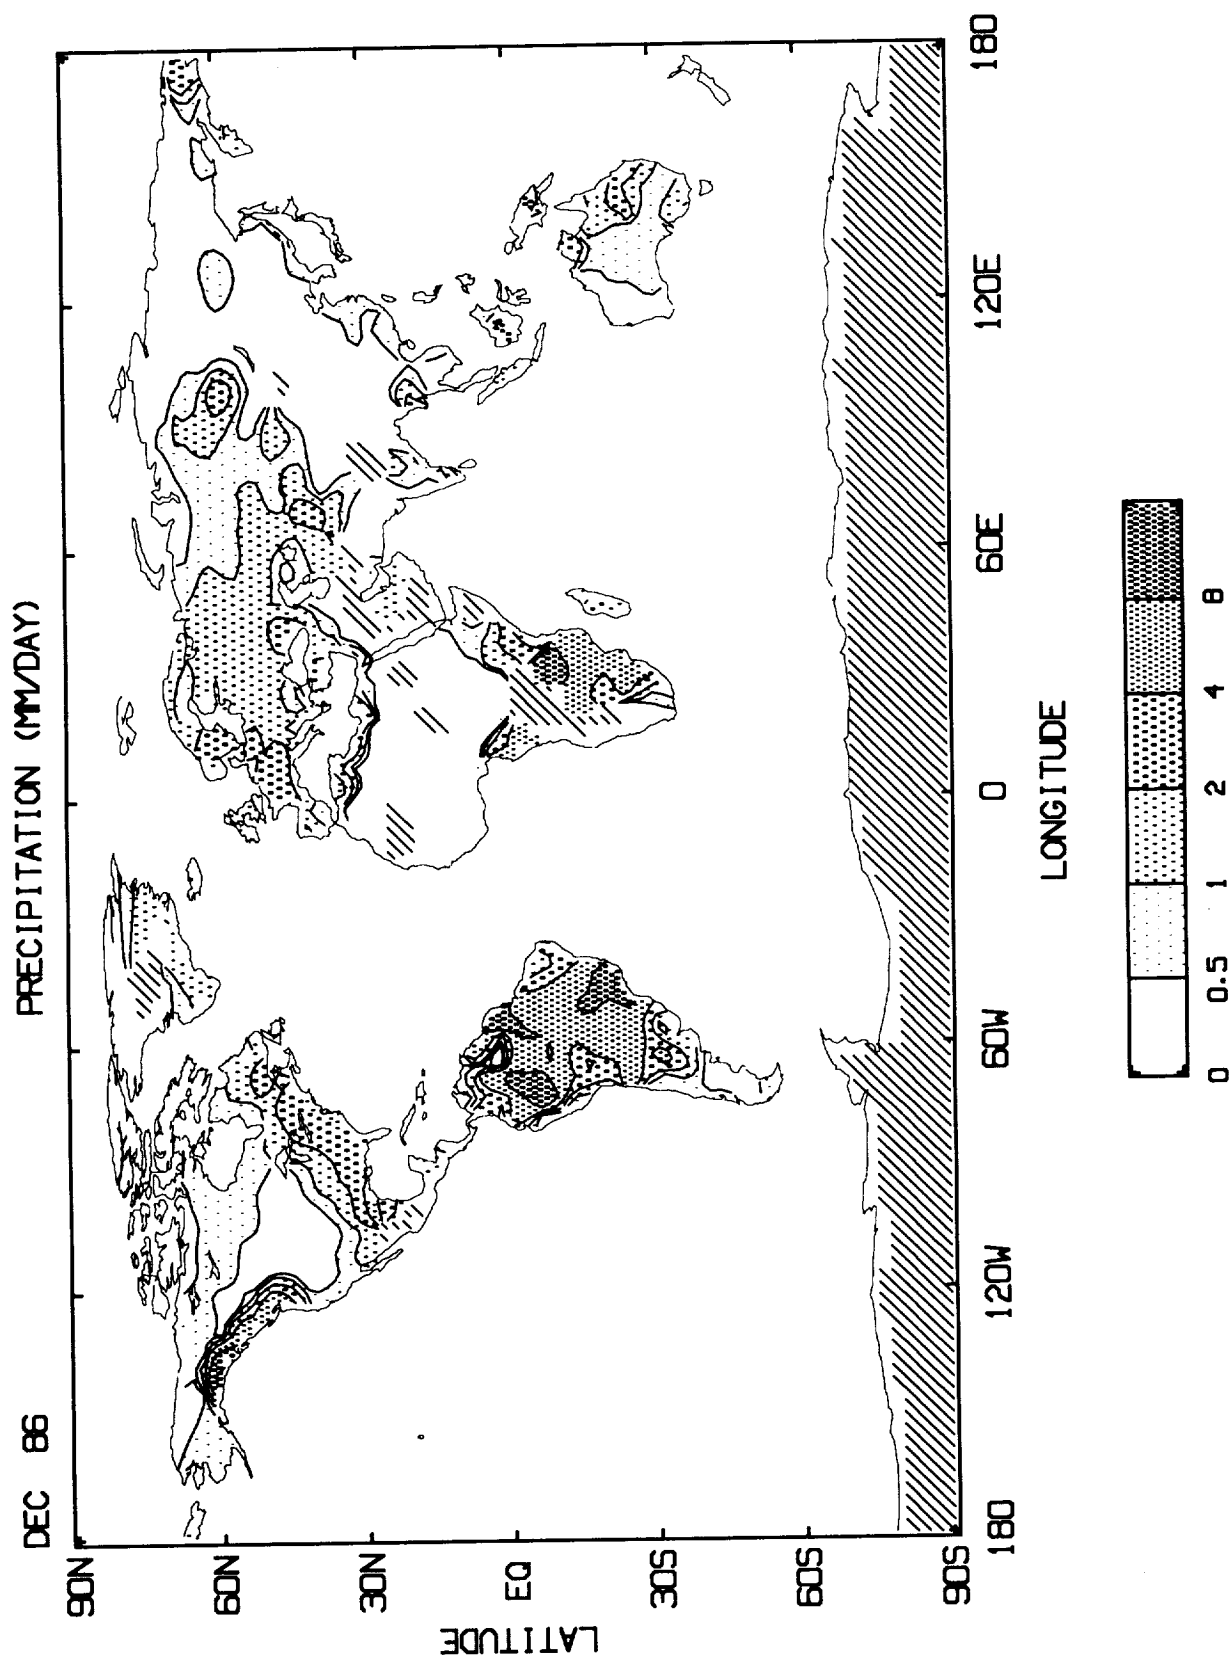 DEC 86
PRECIPITATION (MM/DAY)
90N
60N
30N
EQ
30S
60S
90S
LATITUDE
180
120W
60W
0
60E
120E
180
LONGITUDE
0 0.5 1 2 4 8